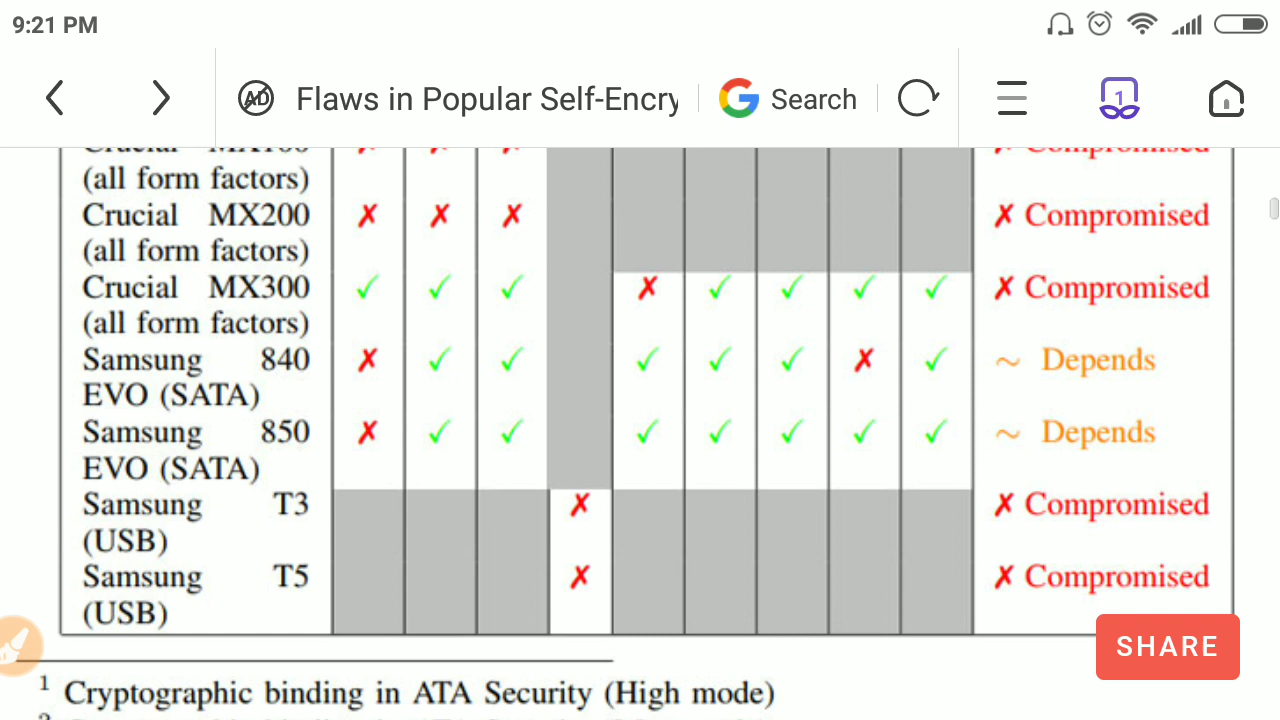 9:21 PM
AD Flaws in Popular Self-Encry Search 1
(all form factors)
Crucial MX200 ✗ ✗ ✗ ✗ Compromised
(all form factors)
Crucial MX300 ✓ ✓ ✓ ✗ ✓ ✓ ✓ ✓ ✗ Compromised
(all form factors)
Samsung 840 ✗ ✓ ✓ ✓ ✓ ✓ ✗ ✓ ~ Depends
EVO (SATA)
Samsung 850 ✗ ✓ ✓ ✓ ✓ ✓ ✓ ✓ ~ Depends
EVO (SATA)
Samsung T3 ✗ ✗ Compromised
(USB)
Samsung T5 ✗ ✗ Compromised
(USB)
SHARE
1 Cryptographic binding in ATA Security (High mode)